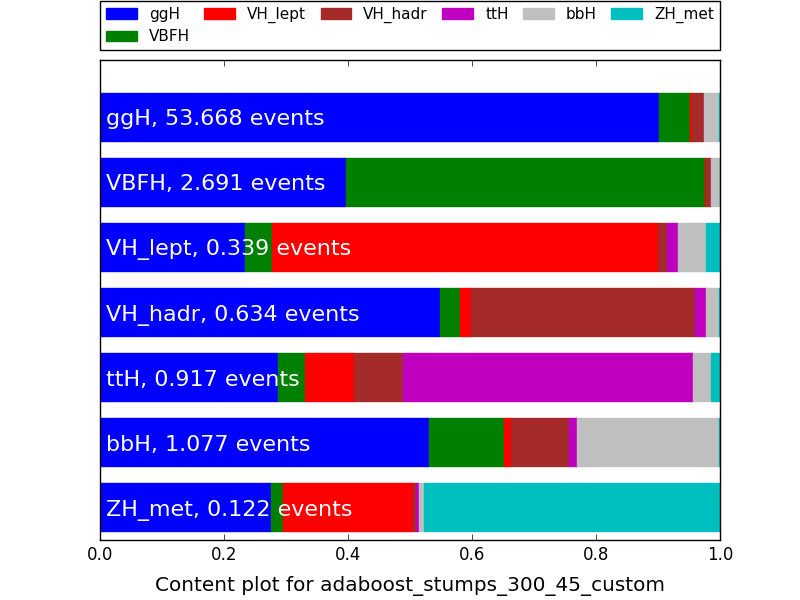 ggH VH_lept VH_hadr ttH bbH ZH_met
VBFH
ggH, 53.668 events
VBFH, 2.691 events
VH_lept, 0.339 events
VH_hadr, 0.634 events
ttH, 0.917 events
bbH, 1.077 events
ZH_met, 0.122 events
0.0 0.2 0.4 0.6 0.8 1.0
Content plot for adaboost_stumps_300_45_custom